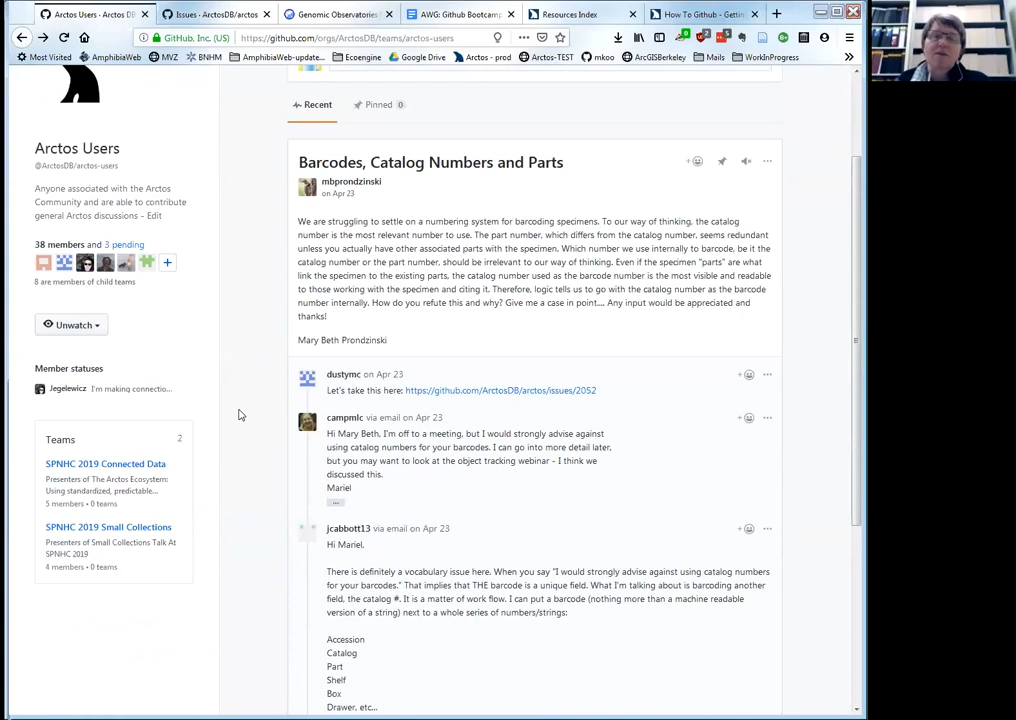 Arctos Users · Arctos DB
Issues · ArctosDB/arctos
Genomic Observatories
AWG: Github Bootcamp
Resources Index
How To Github - Getti
GitHub, Inc. (US)
https://github.com/orgs/ArctosDB/teams/arctos-users
Most Visited
AmphibiaWeb
MVZ
BNHM
AmphibiaWeb-update...
Ecoengine
Google Drive
Arctos - prod
Arctos-TEST
mkoo
ArcGISBerkeley
Mails
WorkInProgress
Recent
Pinned 0
Arctos Users
@ArctosDB/arctos-users
Anyone associated with the Arctos
Community and are able to contribute
general Arctos discussions - Edit
38 members and 3 pending
8 are members of child teams
Unwatch
Member statuses
Jegelewicz I'm making connectio...
Teams 2
SPNHC 2019 Connected Data
Presenters of The Arctos Ecosystem:
Using standardized, predictable...
5 members • 0 teams
SPNHC 2019 Small Collections
Presenters of Small Collections Talk At
SPNHC 2019
4 members • 0 teams
Barcodes, Catalog Numbers and Parts
mbprondzinski
on Apr 23
We are struggling to settle on a numbering system for barcoding specimens. To our way of thinking, the catalog
number is the most relevant number to use. The part number, which differs from the catalog number, seems redundant
unless you actually have other associated parts with the specimen. Which number we use internally to barcode, be it the
catalog number or the part number, should be irrelevant to our way of thinking. Even if the specimen "parts" are what
link the specimen to the existing parts, the catalog number used as the barcode number is the most visible and readable
to those working with the specimen and citing it. Therefore, logic tells us to go with the catalog number as the barcode
number internally. How do you refute this and why? Give me a case in point.... Any input would be appreciated and
thanks!
Mary Beth Prondzinski
dustymc on Apr 23
Let's take this here: https://github.com/ArctosDB/arctos/issues/2052
campmlc via email on Apr 23
Hi Mary Beth, I'm off to a meeting, but I would strongly advise against
using catalog numbers for your barcodes. I can go into more detail later,
but you may want to look at the object tracking webinar - I think we
discussed this.
Mariel
...
jcabbott13 via email on Apr 23
Hi Mariel,
There is definitely a vocabulary issue here. When you say "I would strongly advise against using catalog numbers
for your barcodes." That implies that THE barcode is a unique field. What I'm talking about is barcoding another
field, the catalog #. It is a matter of work flow. I can put a barcode (nothing more than a machine readable
version of a string) next to a whole series of numbers/strings:
Accession
Catalog
Part
Shelf
Box
Drawer, etc...